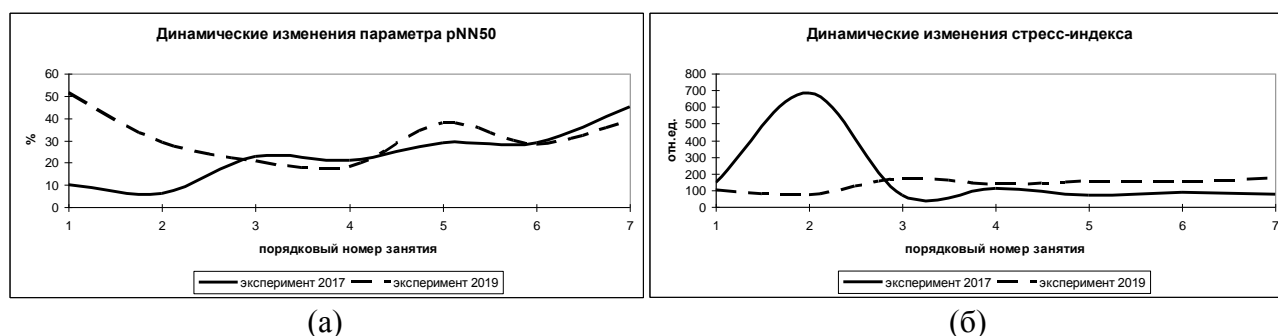 Динамические изменения параметра pNN50
60
50
40
30
20
10
0
%
1 2 3 4 5 6 7
порядковый номер занятия
эксперимент 2017 эксперимент 2019
(а)
Динамические изменения стресс-индекса
800
700
600
500
400
300
200
100
0
отн.ед.
1 2 3 4 5 6 7
порядковый номер занятия
эксперимент 2017 эксперимент 2019
(б)